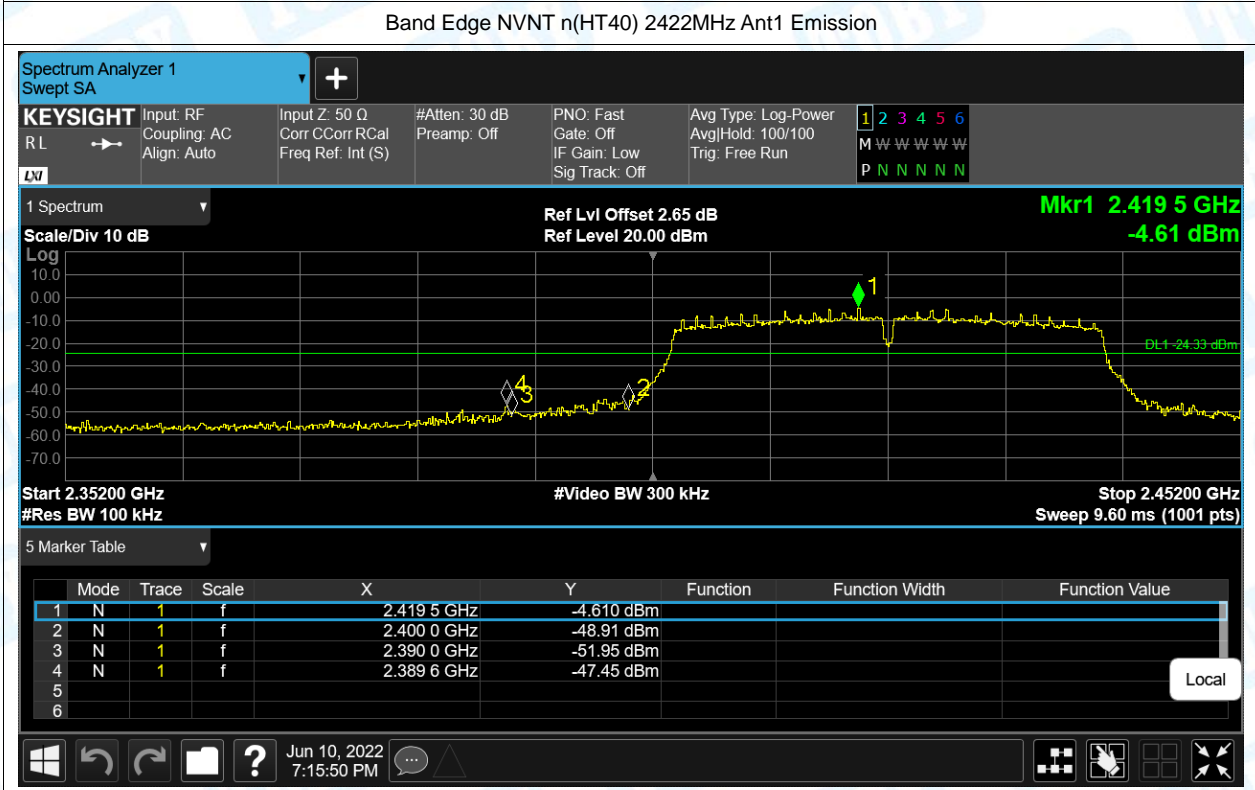 Band Edge NVNT n(HT40) 2422MHz Ant1 Emission
Spectrum Analyzer 1
Swept SA
+
KEYSIGHT
RL
LXI
Input: RF
Coupling: AC
Align: Auto
Input Z: 50 Ω
Corr CCorr RCal
Freq Ref: Int (S)
#Atten: 30 dB
Preamp: Off
PNO: Fast
Gate: Off
IF Gain: Low
Sig Track: Off
Avg Type: Log-Power
Avg|Hold: 100/100
Trig: Free Run
1 2 3 4 5 6
M W W W W W
P N N N N N
1 Spectrum
Scale/Div 10 dB
Ref Lvl Offset 2.65 dB
Ref Level 20.00 dBm
Mkr1 2.419 5 GHz
-4.61 dBm
Log
10.0
0.00
-10.0
-20.0
-30.0
-40.0
-50.0
-60.0
-70.0
1
DL1 -24.33 dBm
4
3
2
Start 2.35200 GHz
#Video BW 300 kHz
Stop 2.45200 GHz
#Res BW 100 kHz
Sweep 9.60 ms (1001 pts)
5 Marker Table
Mode Trace Scale X Y Function Function Width Function Value
1 N 1 f 2.419 5 GHz -4.610 dBm
2 N 1 f 2.400 0 GHz -48.91 dBm
3 N 1 f 2.390 0 GHz -51.95 dBm
4 N 1 f 2.389 6 GHz -47.45 dBm
5
6
Local
?
Jun 10, 2022
7:15:50 PM